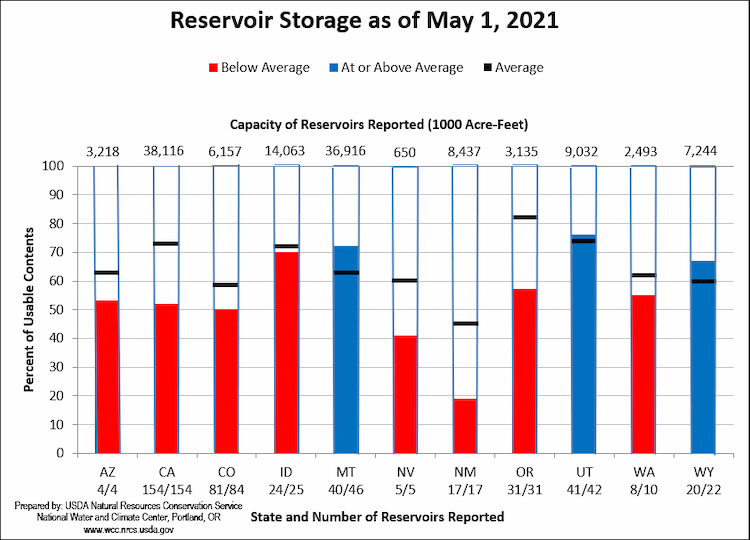 Reservoir Storage as of May 1, 2021
Below Average At or Above Average Average
Capacity of Reservoirs Reported (1000 Acre-Feet)
3,218 38,116 6,157 14,063 36,916 650 8,437 3,135 9,032 2,493 7,244
100
90
80
70
60
50
40
30
20
10
0
Percent of Usable Contents
AZ CA CO ID MT NV NM OR UT WA WY
4/4 154/154 81/84 24/25 40/46 5/5 17/17 31/31 41/42 8/10 20/22
Prepared by: USDA Natural Resources Conservation Service
National Water and Climate Center, Portland, OR
www.wcc.nrcs.usda.gov
State and Number of Reservoirs Reported